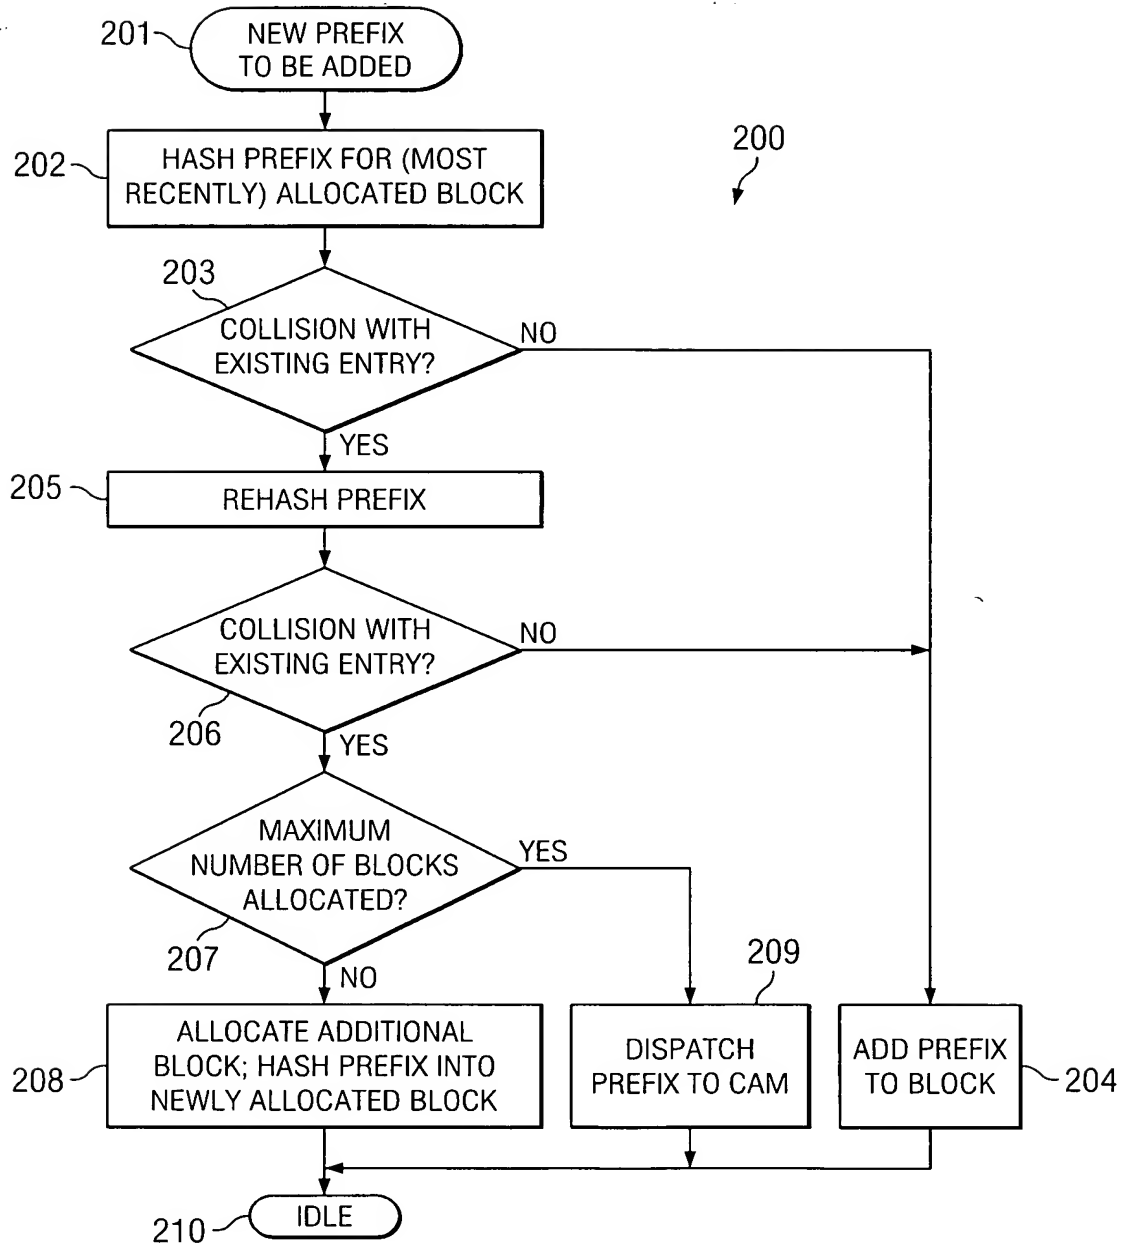 201
NEW PREFIX
TO BE ADDED
202
HASH PREFIX FOR (MOST
RECENTLY) ALLOCATED BLOCK
200
203
COLLISION WITH
EXISTING ENTRY?
NO
YES
205
REHASH PREFIX
COLLISION WITH
EXISTING ENTRY?
NO
206
YES
MAXIMUM
NUMBER OF BLOCKS
ALLOCATED?
YES
207
NO
209
208
ALLOCATE ADDITIONAL
BLOCK; HASH PREFIX INTO
NEWLY ALLOCATED BLOCK
DISPATCH
PREFIX TO CAM
ADD PREFIX
TO BLOCK
204
210
IDLE